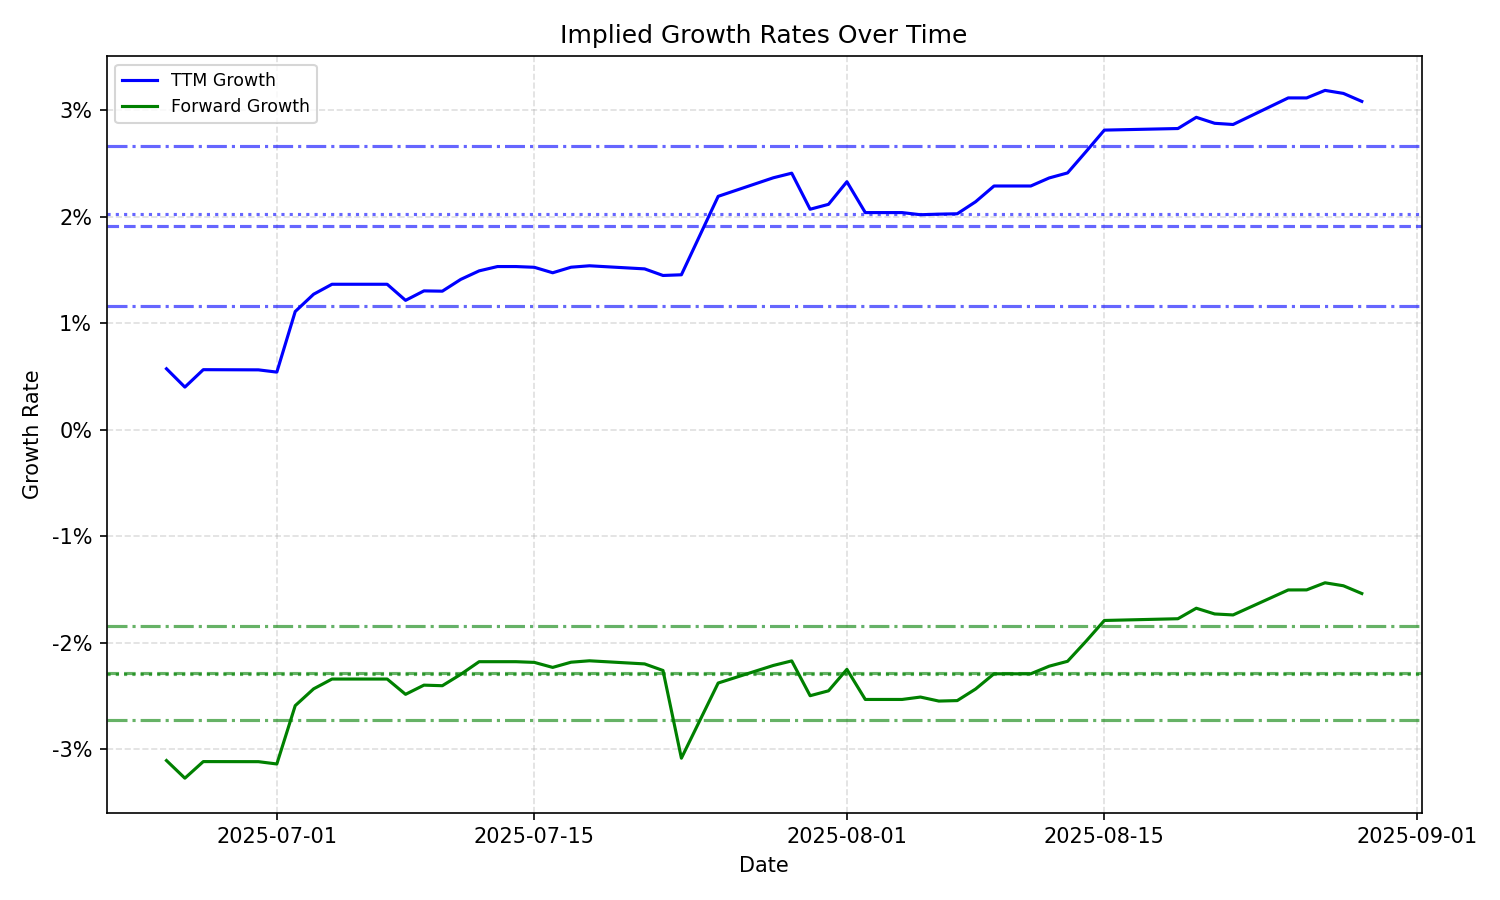 Implied Growth Rates Over Time
TTM Growth
Forward Growth
3%
2%
1%
0%
-1%
-2%
-3%
Growth Rate
2025-07-01
2025-07-15
2025-08-01
2025-08-15
2025-09-01
Date